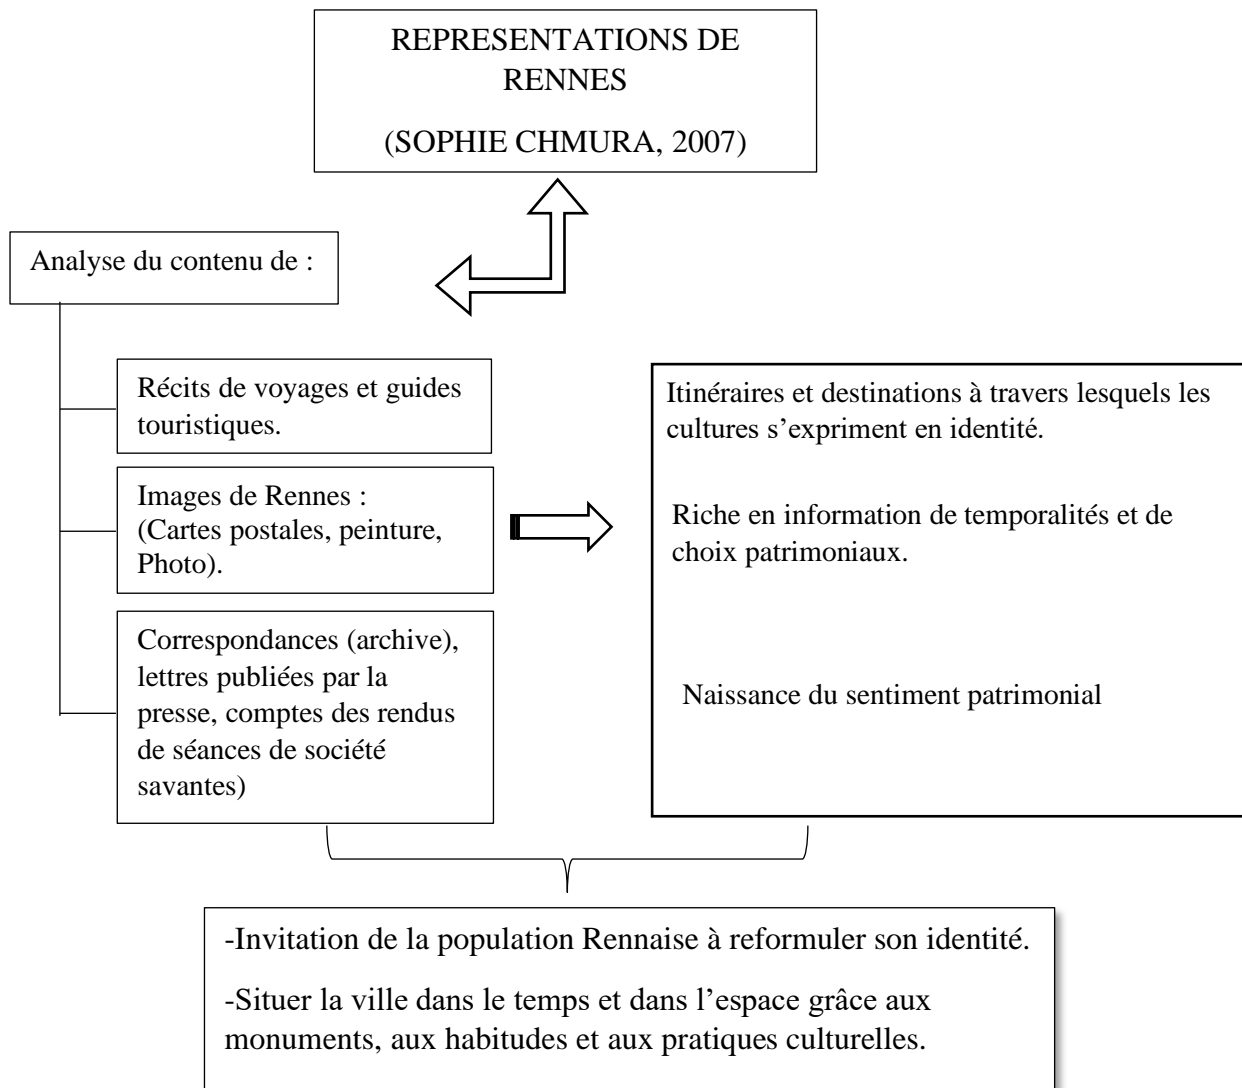 REPRESENTATIONS DE
RENNES
(SOPHIE CHMURA, 2007)
Analyse du contenu de :
Récits de voyages et guides
touristiques.
Images de Rennes :
(Cartes postales, peinture,
Photo).
Correspondances (archive),
lettres publiées par la
presse, comptes des rendus
de séances de société
savantes)
Itinéraires et destinations à travers lesquels les
cultures s’expriment en identité.
Riche en information de temporalités et de
choix patrimoniaux.
Naissance du sentiment patrimonial
-Invitation de la population Rennaise à reformuler son identité.
-Situer la ville dans le temps et dans l’espace grâce aux
monuments, aux habitudes et aux pratiques culturelles.